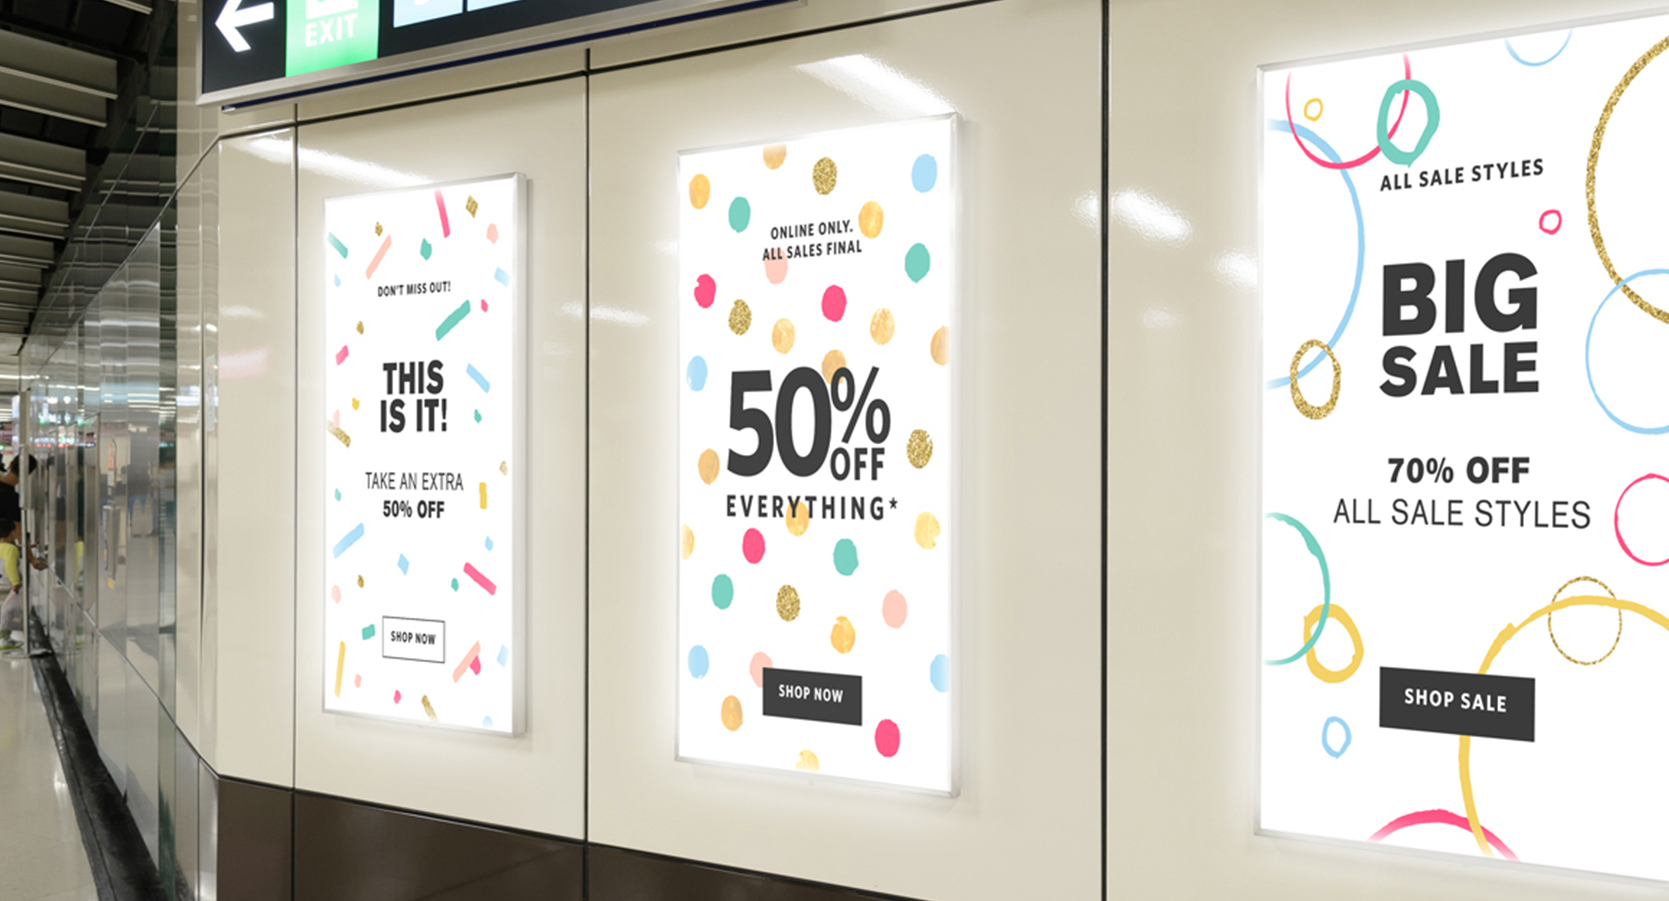 EXIT
DON'T MISS OUT!
THIS
IS IT!
TAKE AN EXTRA
50% OFF
SHOP NOW
ONLINE ONLY.
ALL SALES FINAL
50%
OFF
EVERYTHING*
SHOP NOW
ALL SALE STYLES
BIG
SALE
70% OFF
ALL SALE STYLES
SHOP SALE